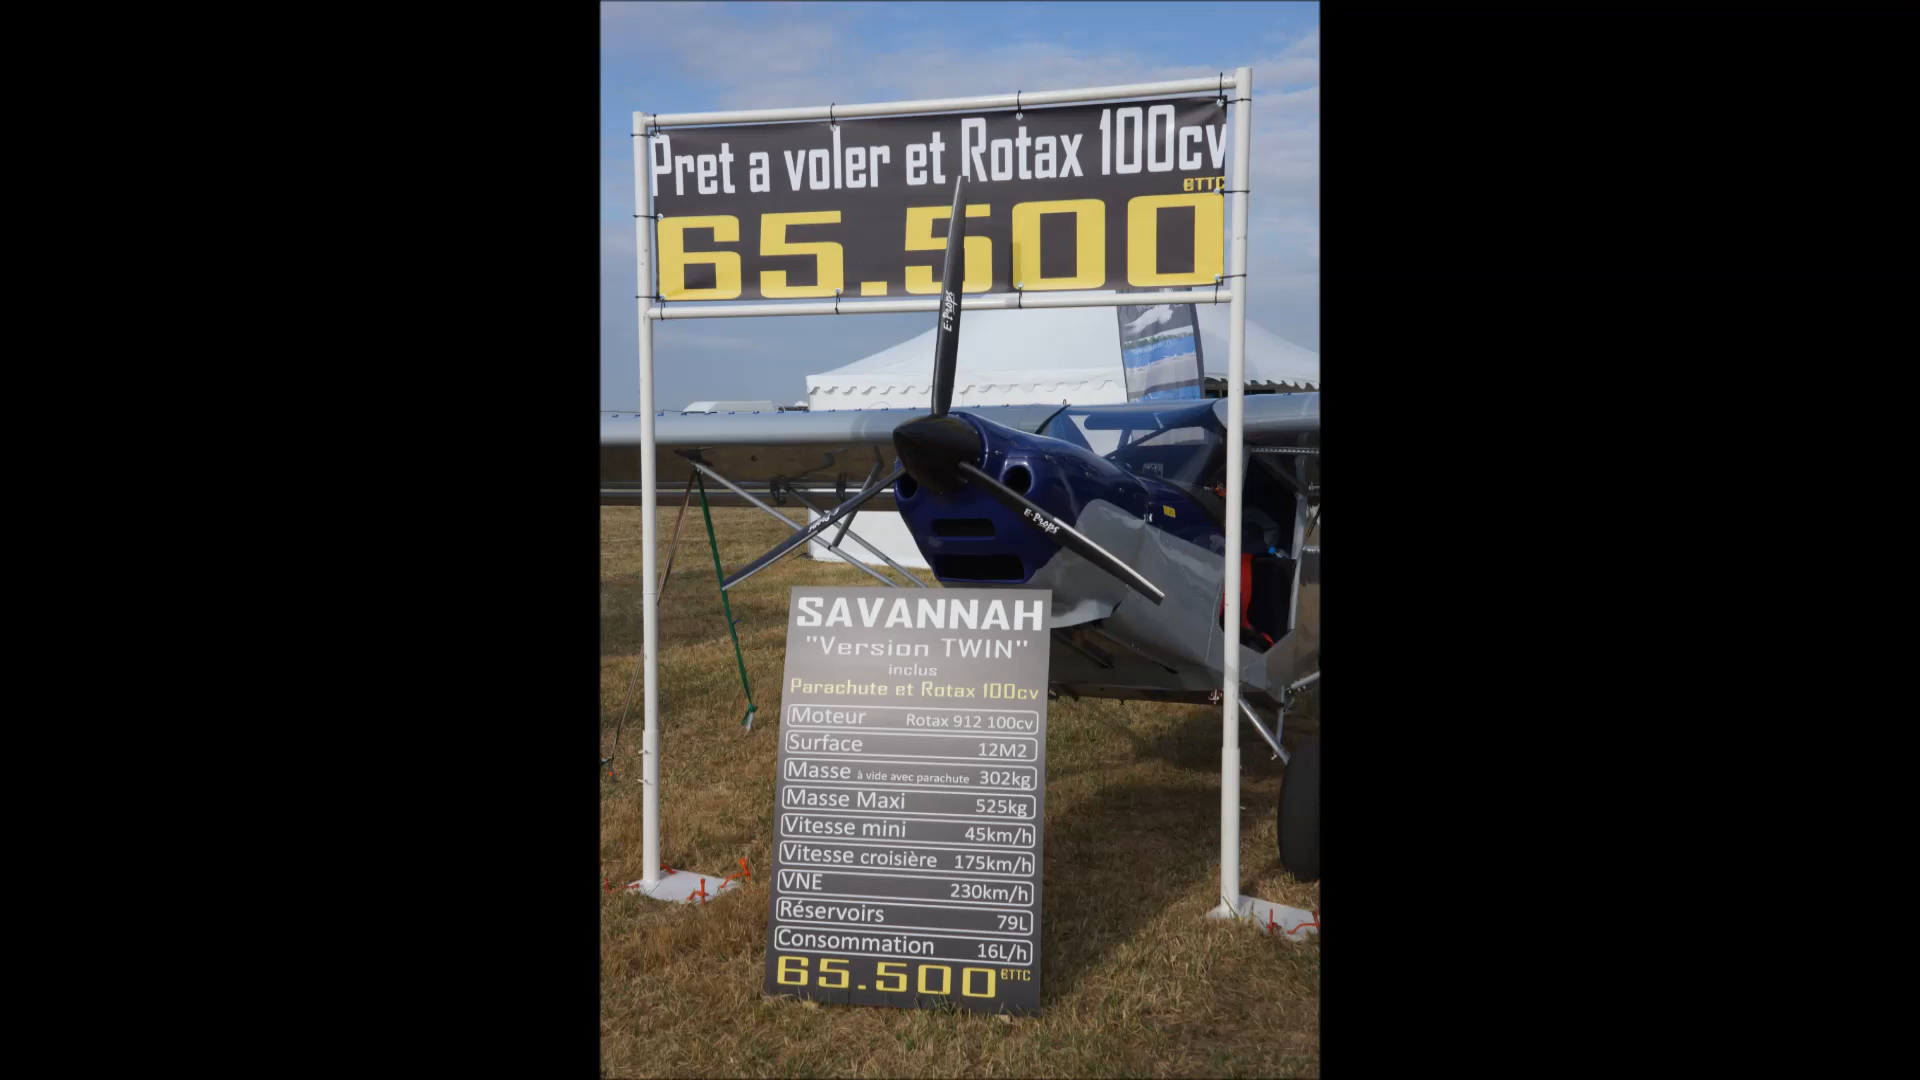 Pret a voler et Rotax 100cv
€TTC
65.500
E-Props
E-Props
E-Props
SAVANNAH
"Version TWIN"
inclus
Parachute et Rotax 100cv
Moteur Rotax 912 100cv
Surface 12M2
Masse à vide avec parachute 302kg
Masse Maxi 525kg
Vitesse mini 45km/h
Vitesse croisière 175km/h
VNE 230km/h
Réservoirs 79L
Consommation 16L/h
65.500 €TTC